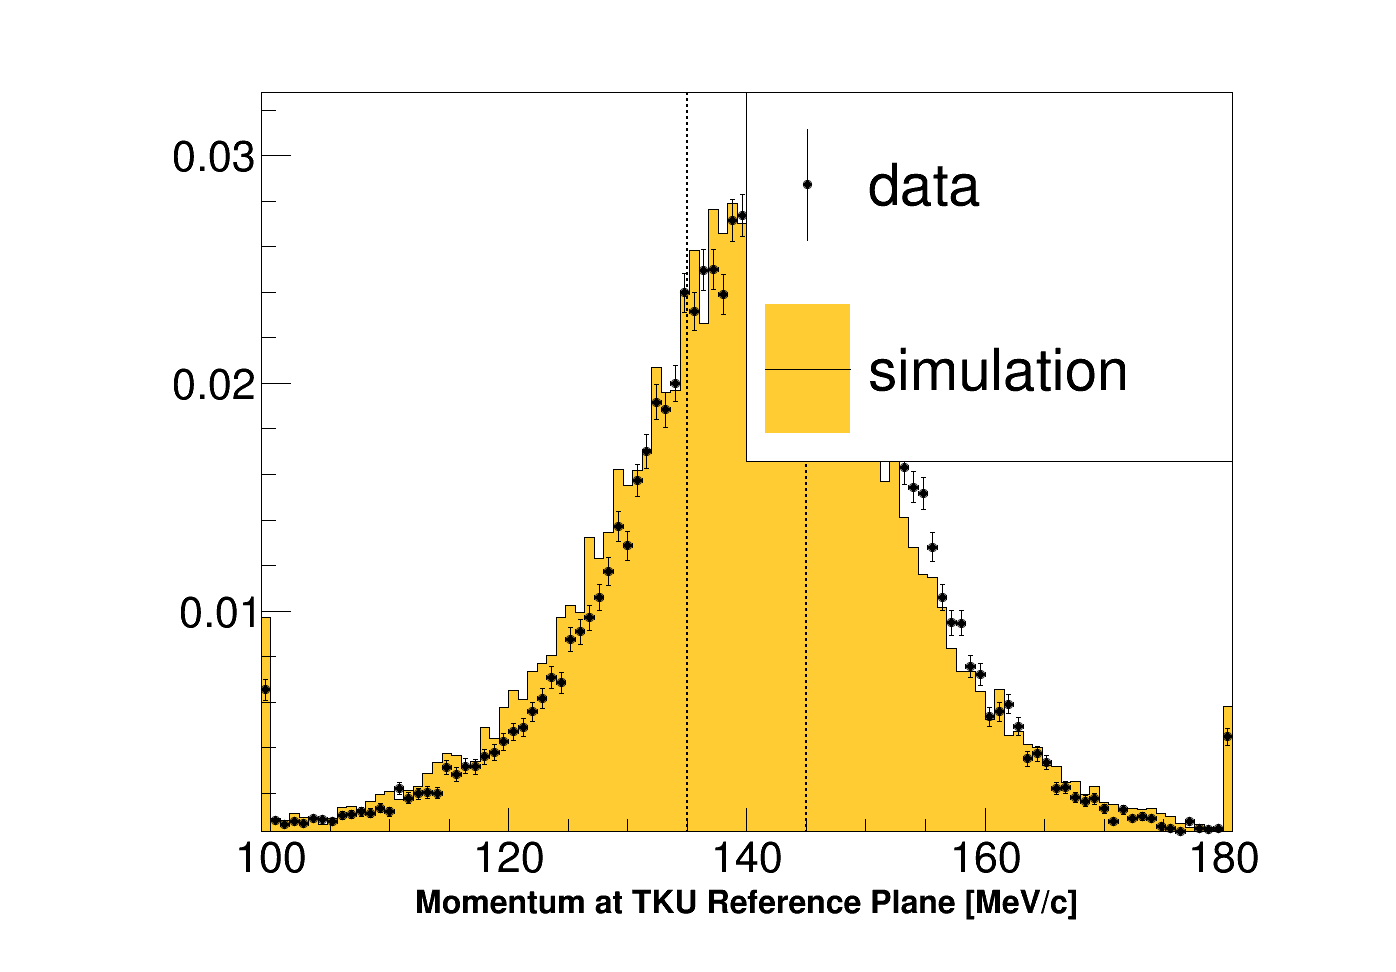 0.03
data
0.02
simulation
0.01
100 120 140 160 180
Momentum at TKU Reference Plane [MeV/c]